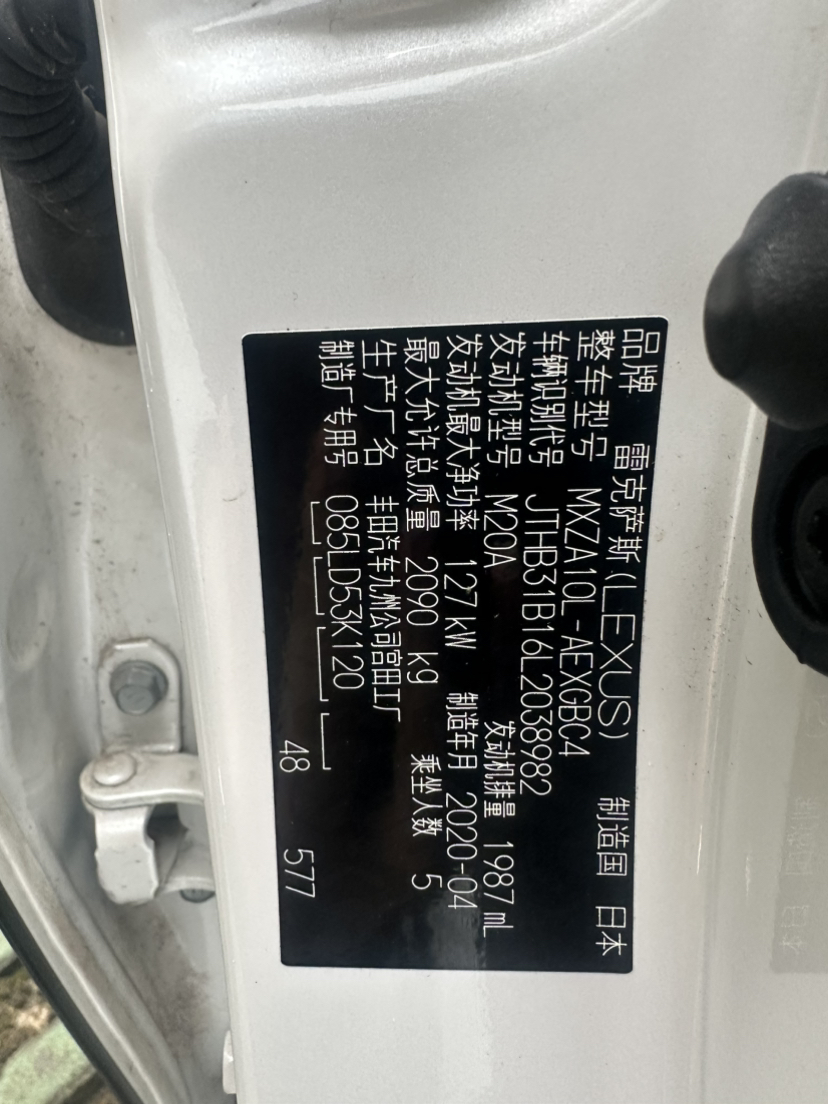 品牌 雷克萨斯(LEXUS) 制造国 日本
整车型号 MXZA10L-AEXGBC4
车辆识别代号 JTHB31B16L2038982
发动机型号 M20A 发动机排量 1987 mL
发动机最大净功率 127 kW 制造年月 2020-04
最大允许总质量 2090 kg 乘坐人数 5
生产厂名 丰田汽车九州公司宫田工厂
制造厂专用号 085LD53K120
48 577